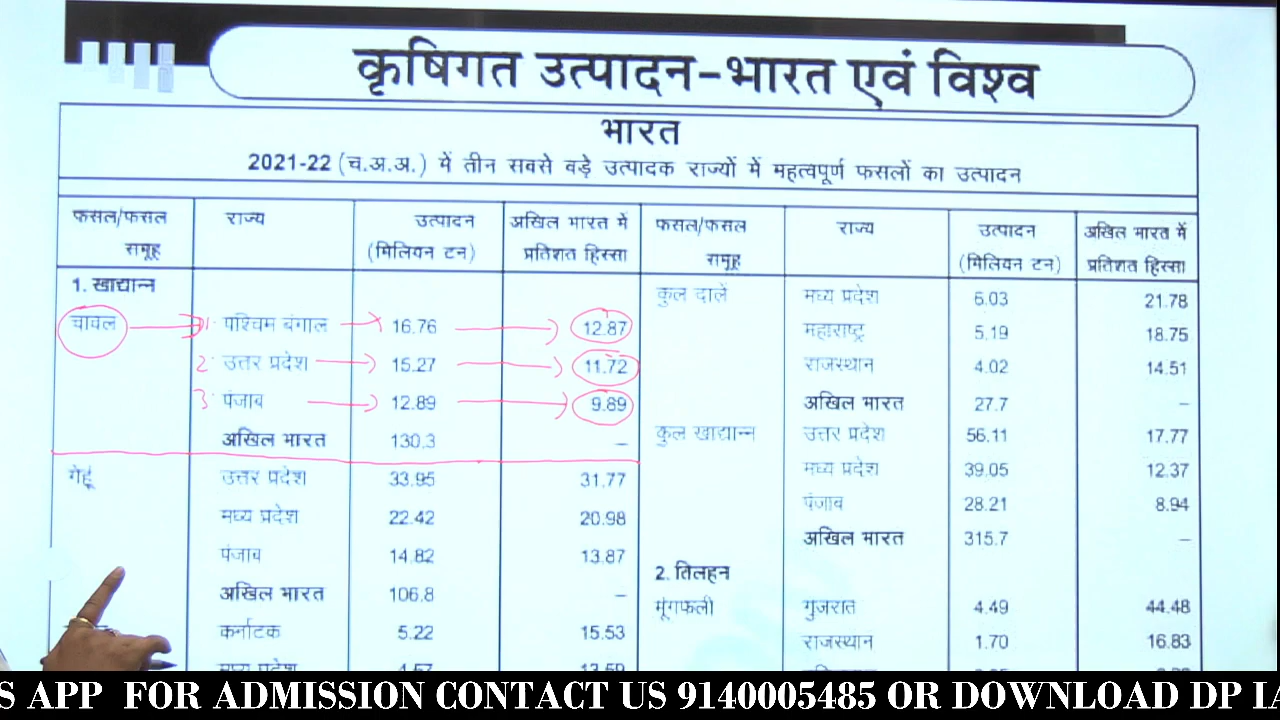 कृषिगत उत्पादन-भारत एवं विश्व
भारत
2021-22 (च.अ.अ.) में तीन सबसे बड़े उत्पादक राज्यों में महत्वपूर्ण फसलों का उत्पादन
फसल/फसल समूह राज्य उत्पादन (मिलियन टन) अखिल भारत में प्रतिशत हिस्सा
1. खाद्यान्न
चावल 1. पश्चिम बंगाल 16.76 12.87
2. उत्तर प्रदेश 15.27 11.72
3. पंजाब 12.89 9.89
अखिल भारत 130.3 –
गेहूं उत्तर प्रदेश 33.95 31.77
मध्य प्रदेश 22.42 20.98
पंजाब 14.82 13.87
अखिल भारत 106.8 –
कर्नाटक 5.22 15.53
मध्य प्रदेश 4.57
फसल/फसल समूह राज्य उत्पादन (मिलियन टन) अखिल भारत में प्रतिशत हिस्सा
कुल दालें मध्य प्रदेश 6.03 21.78
महाराष्ट्र 5.19 18.75
राजस्थान 4.02 14.51
अखिल भारत 27.7 –
कुल खाद्यान्न उत्तर प्रदेश 56.11 17.77
मध्य प्रदेश 39.05 12.37
पंजाब 28.21 8.94
अखिल भारत 315.7 –
2. तिलहन
मूंगफली गुजरात 4.49 44.48
राजस्थान 1.70 16.83
S APP FOR ADMISSION CONTACT US 9140005485 OR DOWNLOAD DP IA